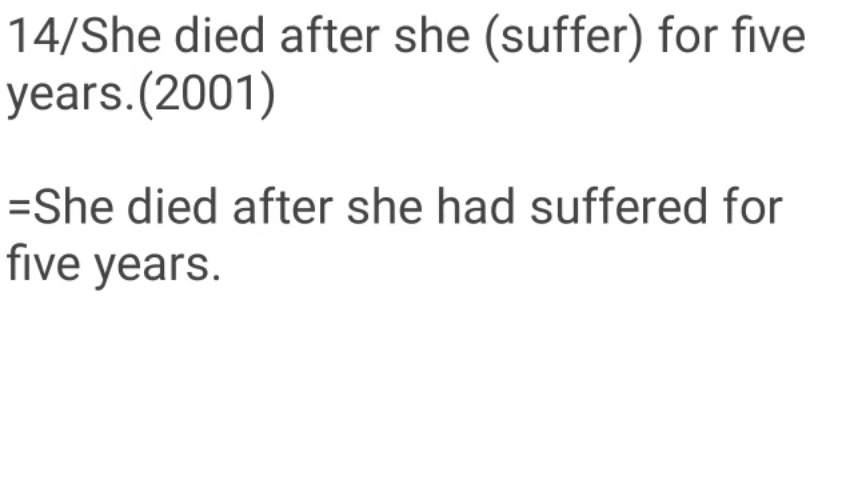 14/She died after she (suffer) for five
years.(2001)
=She died after she had suffered for
five years.